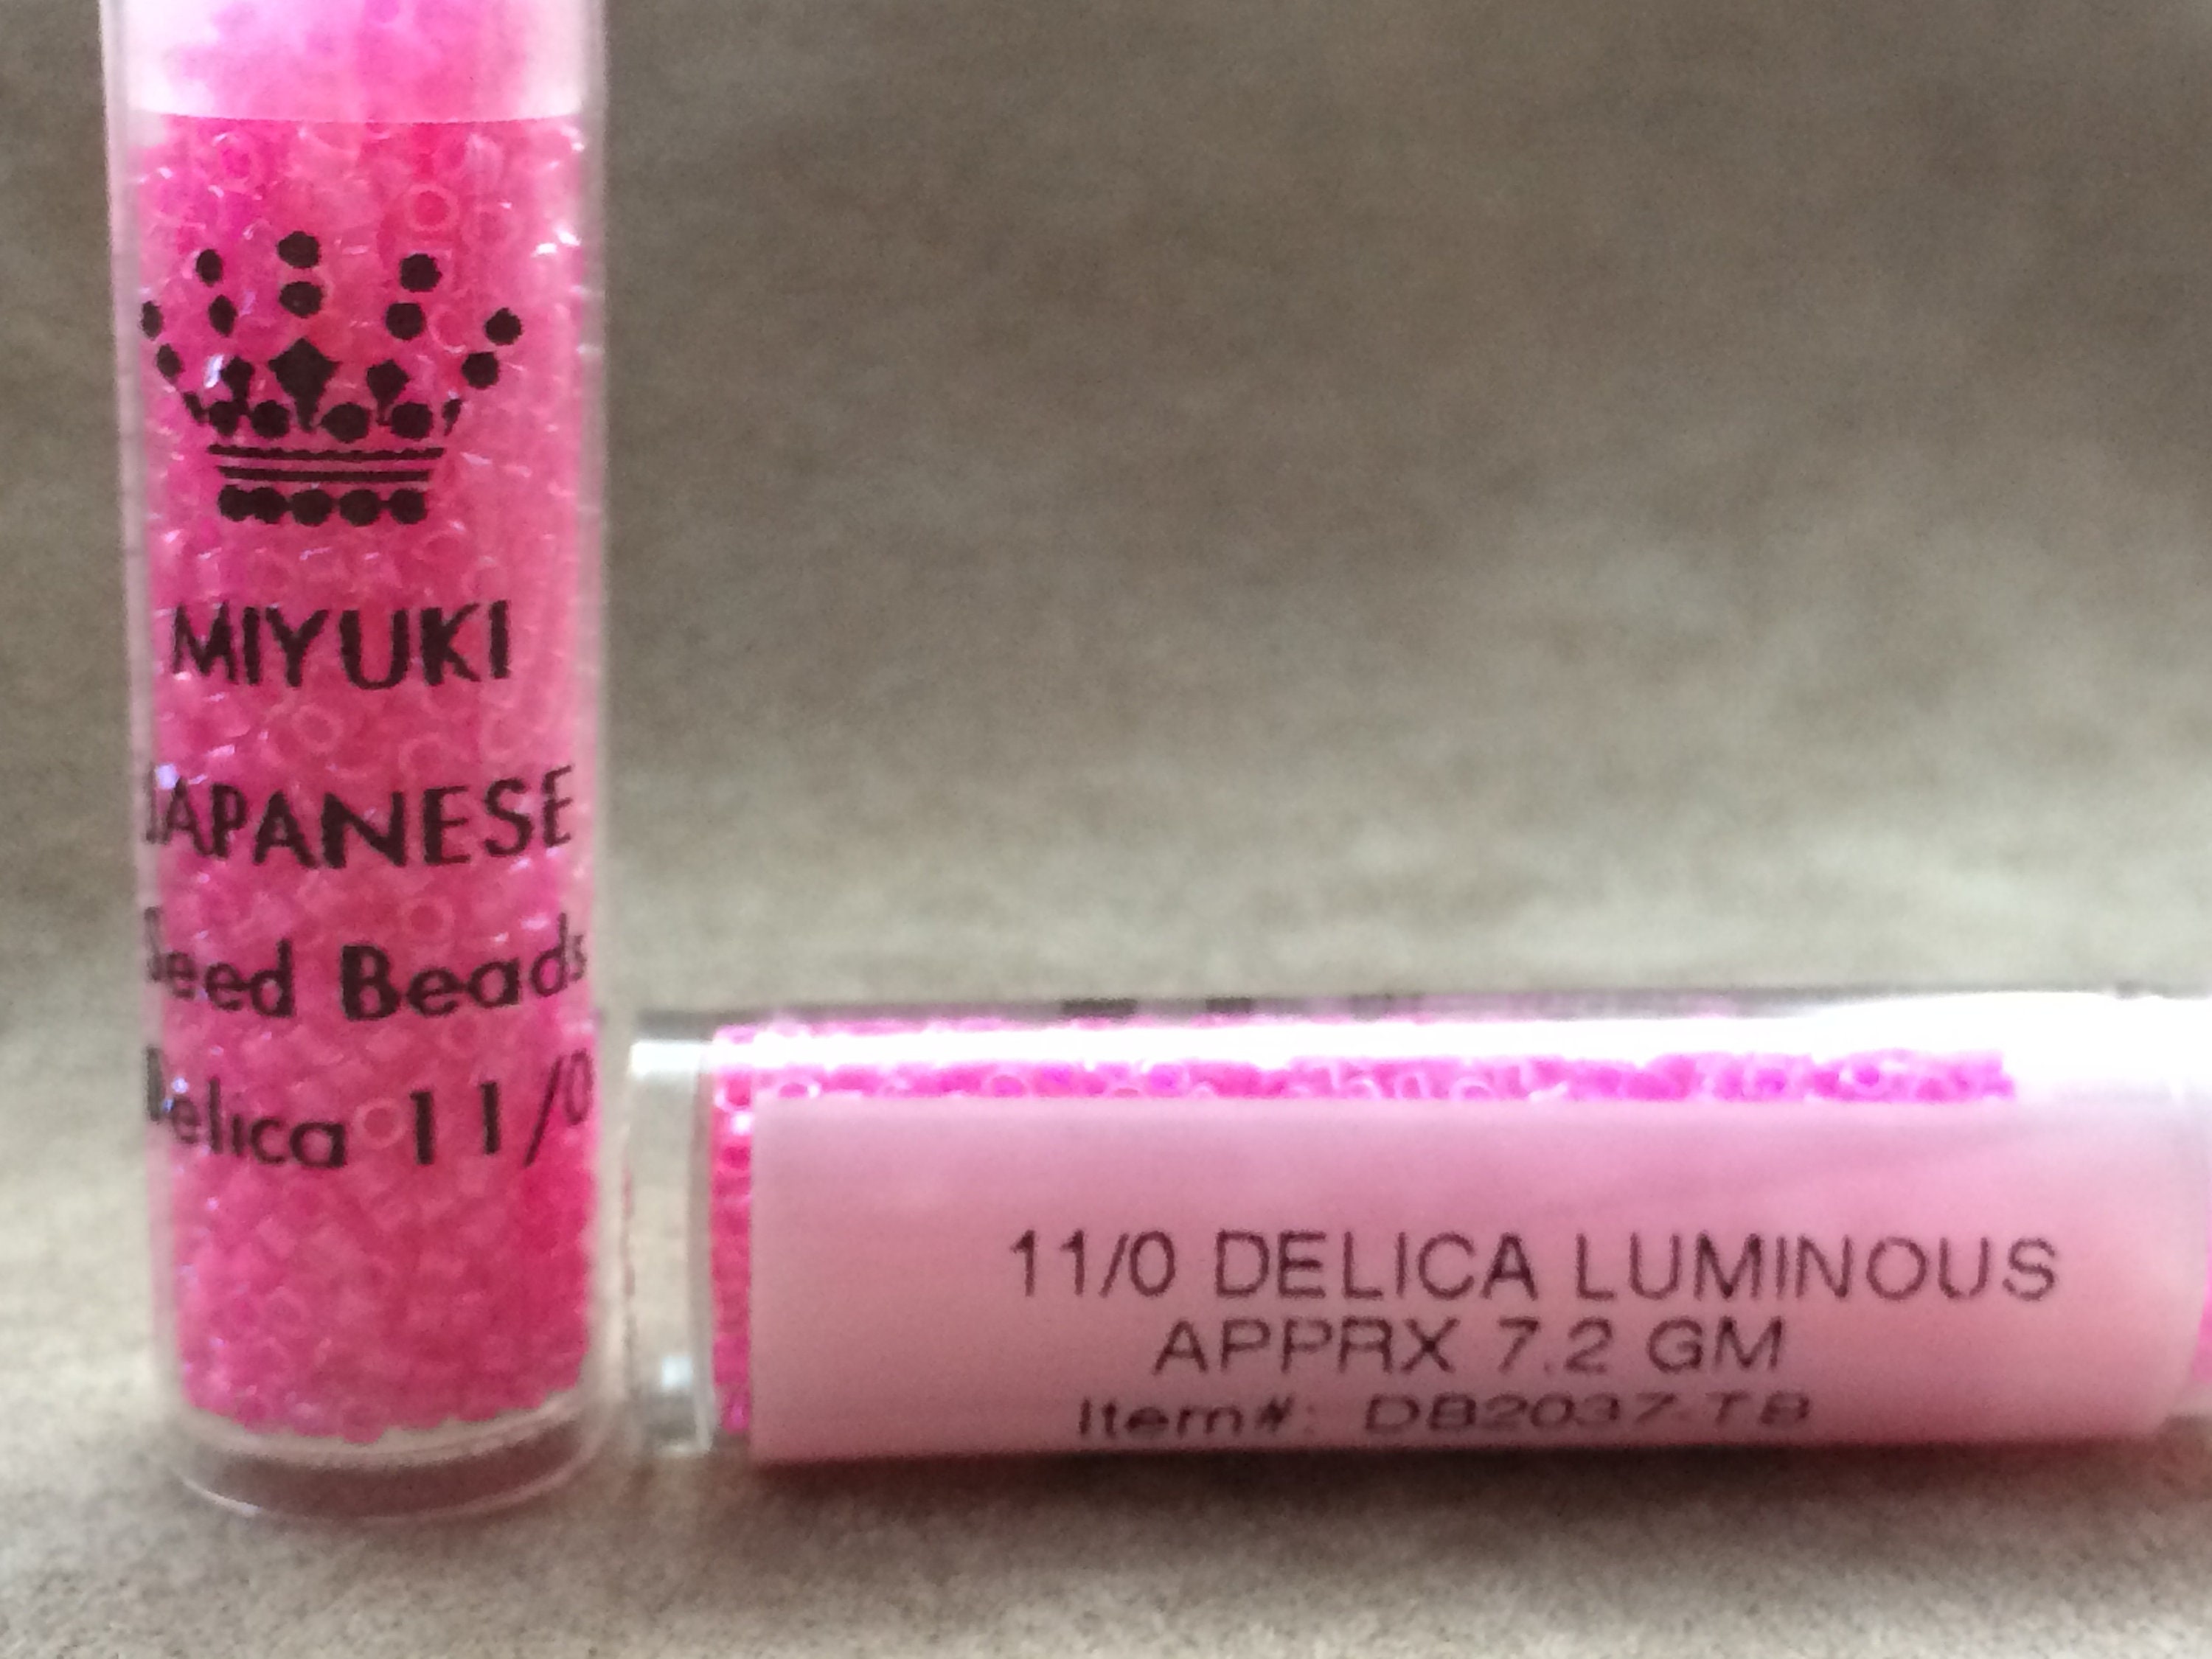 MIYUKI
JAPANESE
Seed Beads
Delica 11/0
11/0 DELICA LUMINOUS
APPRX 7.2 GM
Item#: DB2037-TB